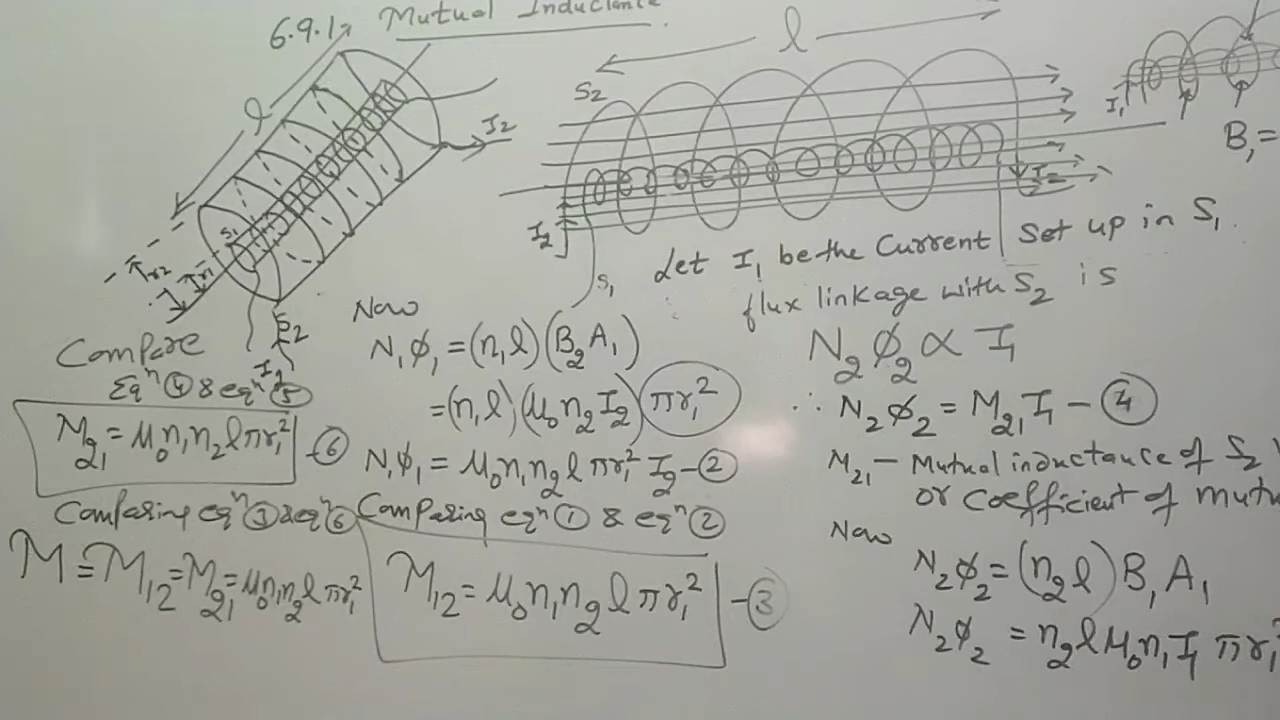 6.9.1 Mutual Inductance
l
I2
S1
r2
r1
S2
I2
l
S2
I2
S1
I1
B1 =
Let I1 be the Current Set up in S1.
flux linkage with S2 is
N2 ϕ2 ∝ I1
∴ N2 ϕ2 = M21 I1 - ④
M21 - Mutual inductance of S2
or Coefficient of mutu
Now
N2 ϕ2 = (n2 l) B1 A1
N2 ϕ2 = n2 l μ0 n1 I1 π r1²
Now
N1 ϕ1 = (n1 l) (B2 A1)
= (n1 l) (μ0 n2 I2) (π r1²)
N1 ϕ1 = μ0 n1 n2 l π r1² I2 - ②
Comparing eqⁿ ① & eqⁿ ②
M12 = μ0 n1 n2 l π r1² - ③
Compare
Eqⁿ ④ & eqⁿ ⑤
M21 = μ0 n1 n2 l π r1² - ⑥
Comparing eqⁿ ③ & eqⁿ ⑥
M = M12 = M21 = μ0 n1 n2 l π r1²